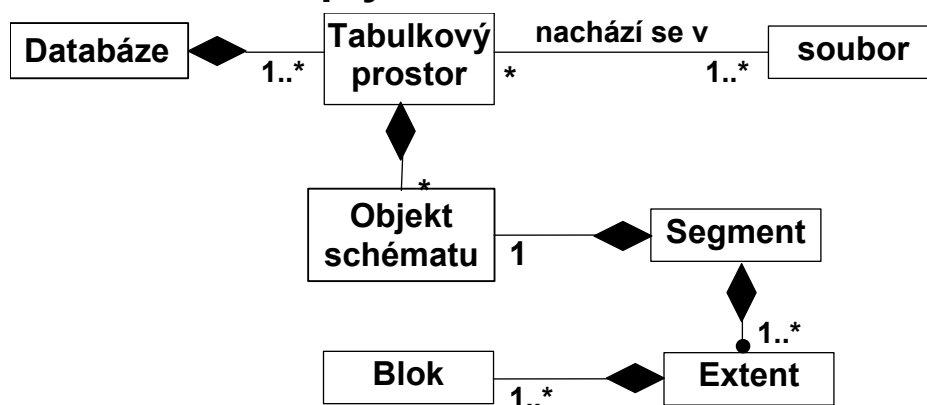 Databáze
1..*
Tabulkový
prostor
nachází se v
*
1..*
soubor
*
Objekt
schématu
1
Segment
1..*
Blok
1..*
Extent